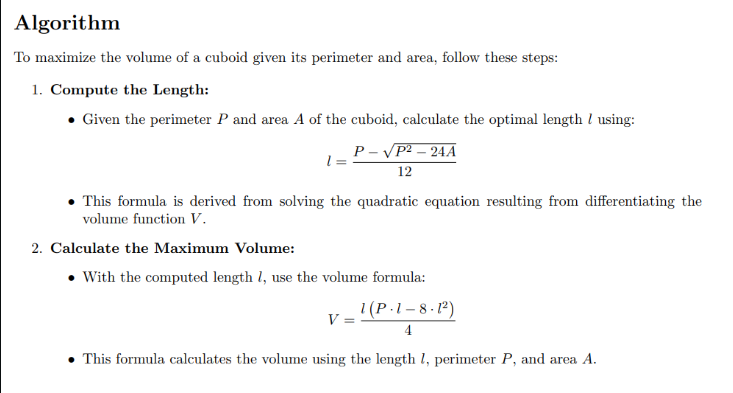 Algorithm
To maximize the volume of a cuboid given its perimeter and area, follow these steps:
1. Compute the Length:
• Given the perimeter P and area A of the cuboid, calculate the optimal length l using:
l = \frac{P - \sqrt{P^2 - 24A}}{12}
• This formula is derived from solving the quadratic equation resulting from differentiating the
volume function V.
2. Calculate the Maximum Volume:
• With the computed length l, use the volume formula:
V = \frac{l(P \cdot l - 8 \cdot l^2)}{4}
• This formula calculates the volume using the length l, perimeter P, and area A.